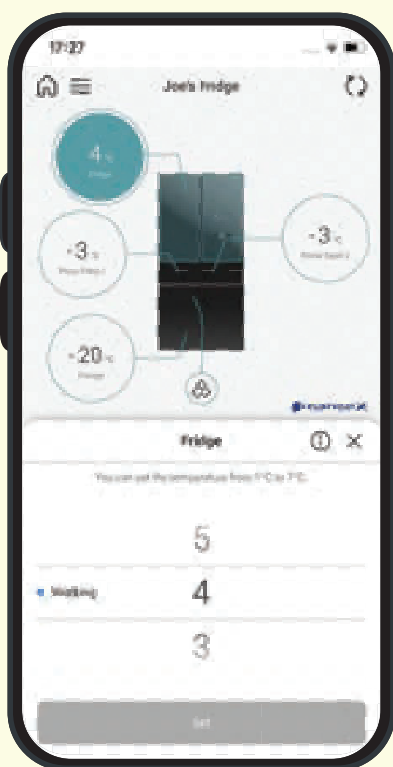 17:27
Joe's Fridge
4 °C
Fridge
-3 °C
-3 °C
-20 °C
Fridge
You can set the temperature from 1°C to 7°C.
5
Working 4
3
Set